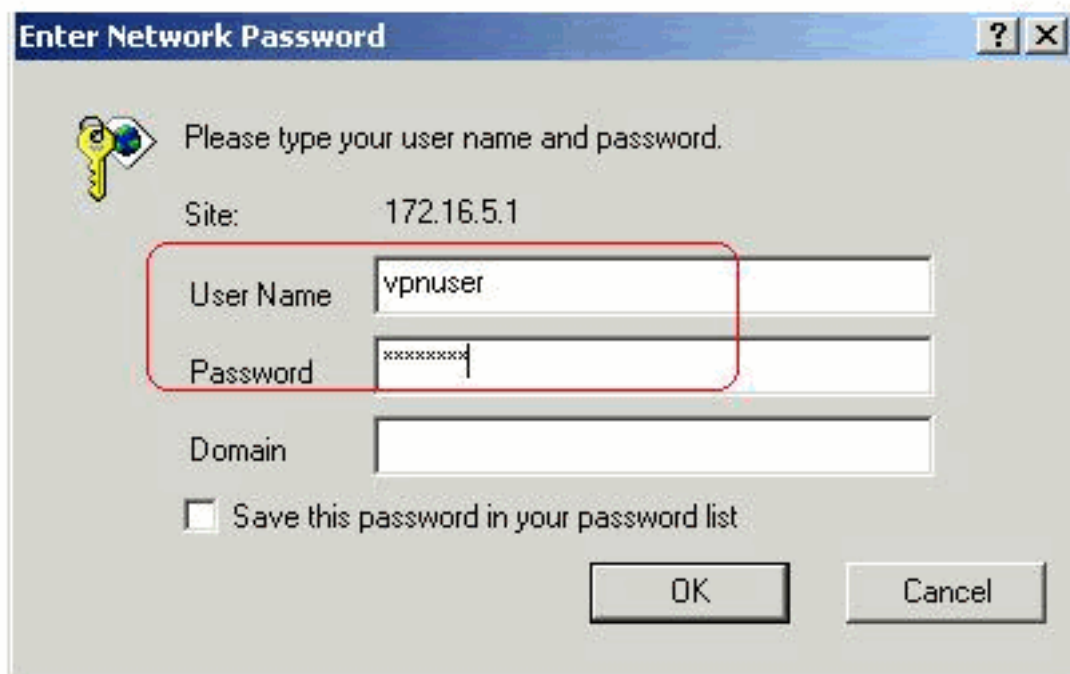 Enter Network Password
Please type your user name and password.
Site: 172.16.5.1
User Name vpnuser
Password ********
Domain
Save this password in your password list
OK Cancel